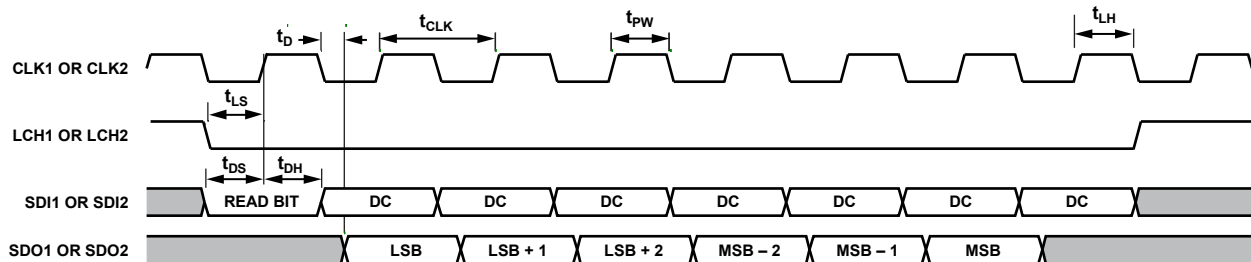 tD
tCLK
tPW
tLH
CLK1 OR CLK2
tLS
LCH1 OR LCH2
tDS
tDH
SDI1 OR SDI2
READ BIT
DC
DC
DC
DC
DC
DC
DC
SDO1 OR SDO2
LSB
LSB + 1
LSB + 2
MSB – 2
MSB – 1
MSB